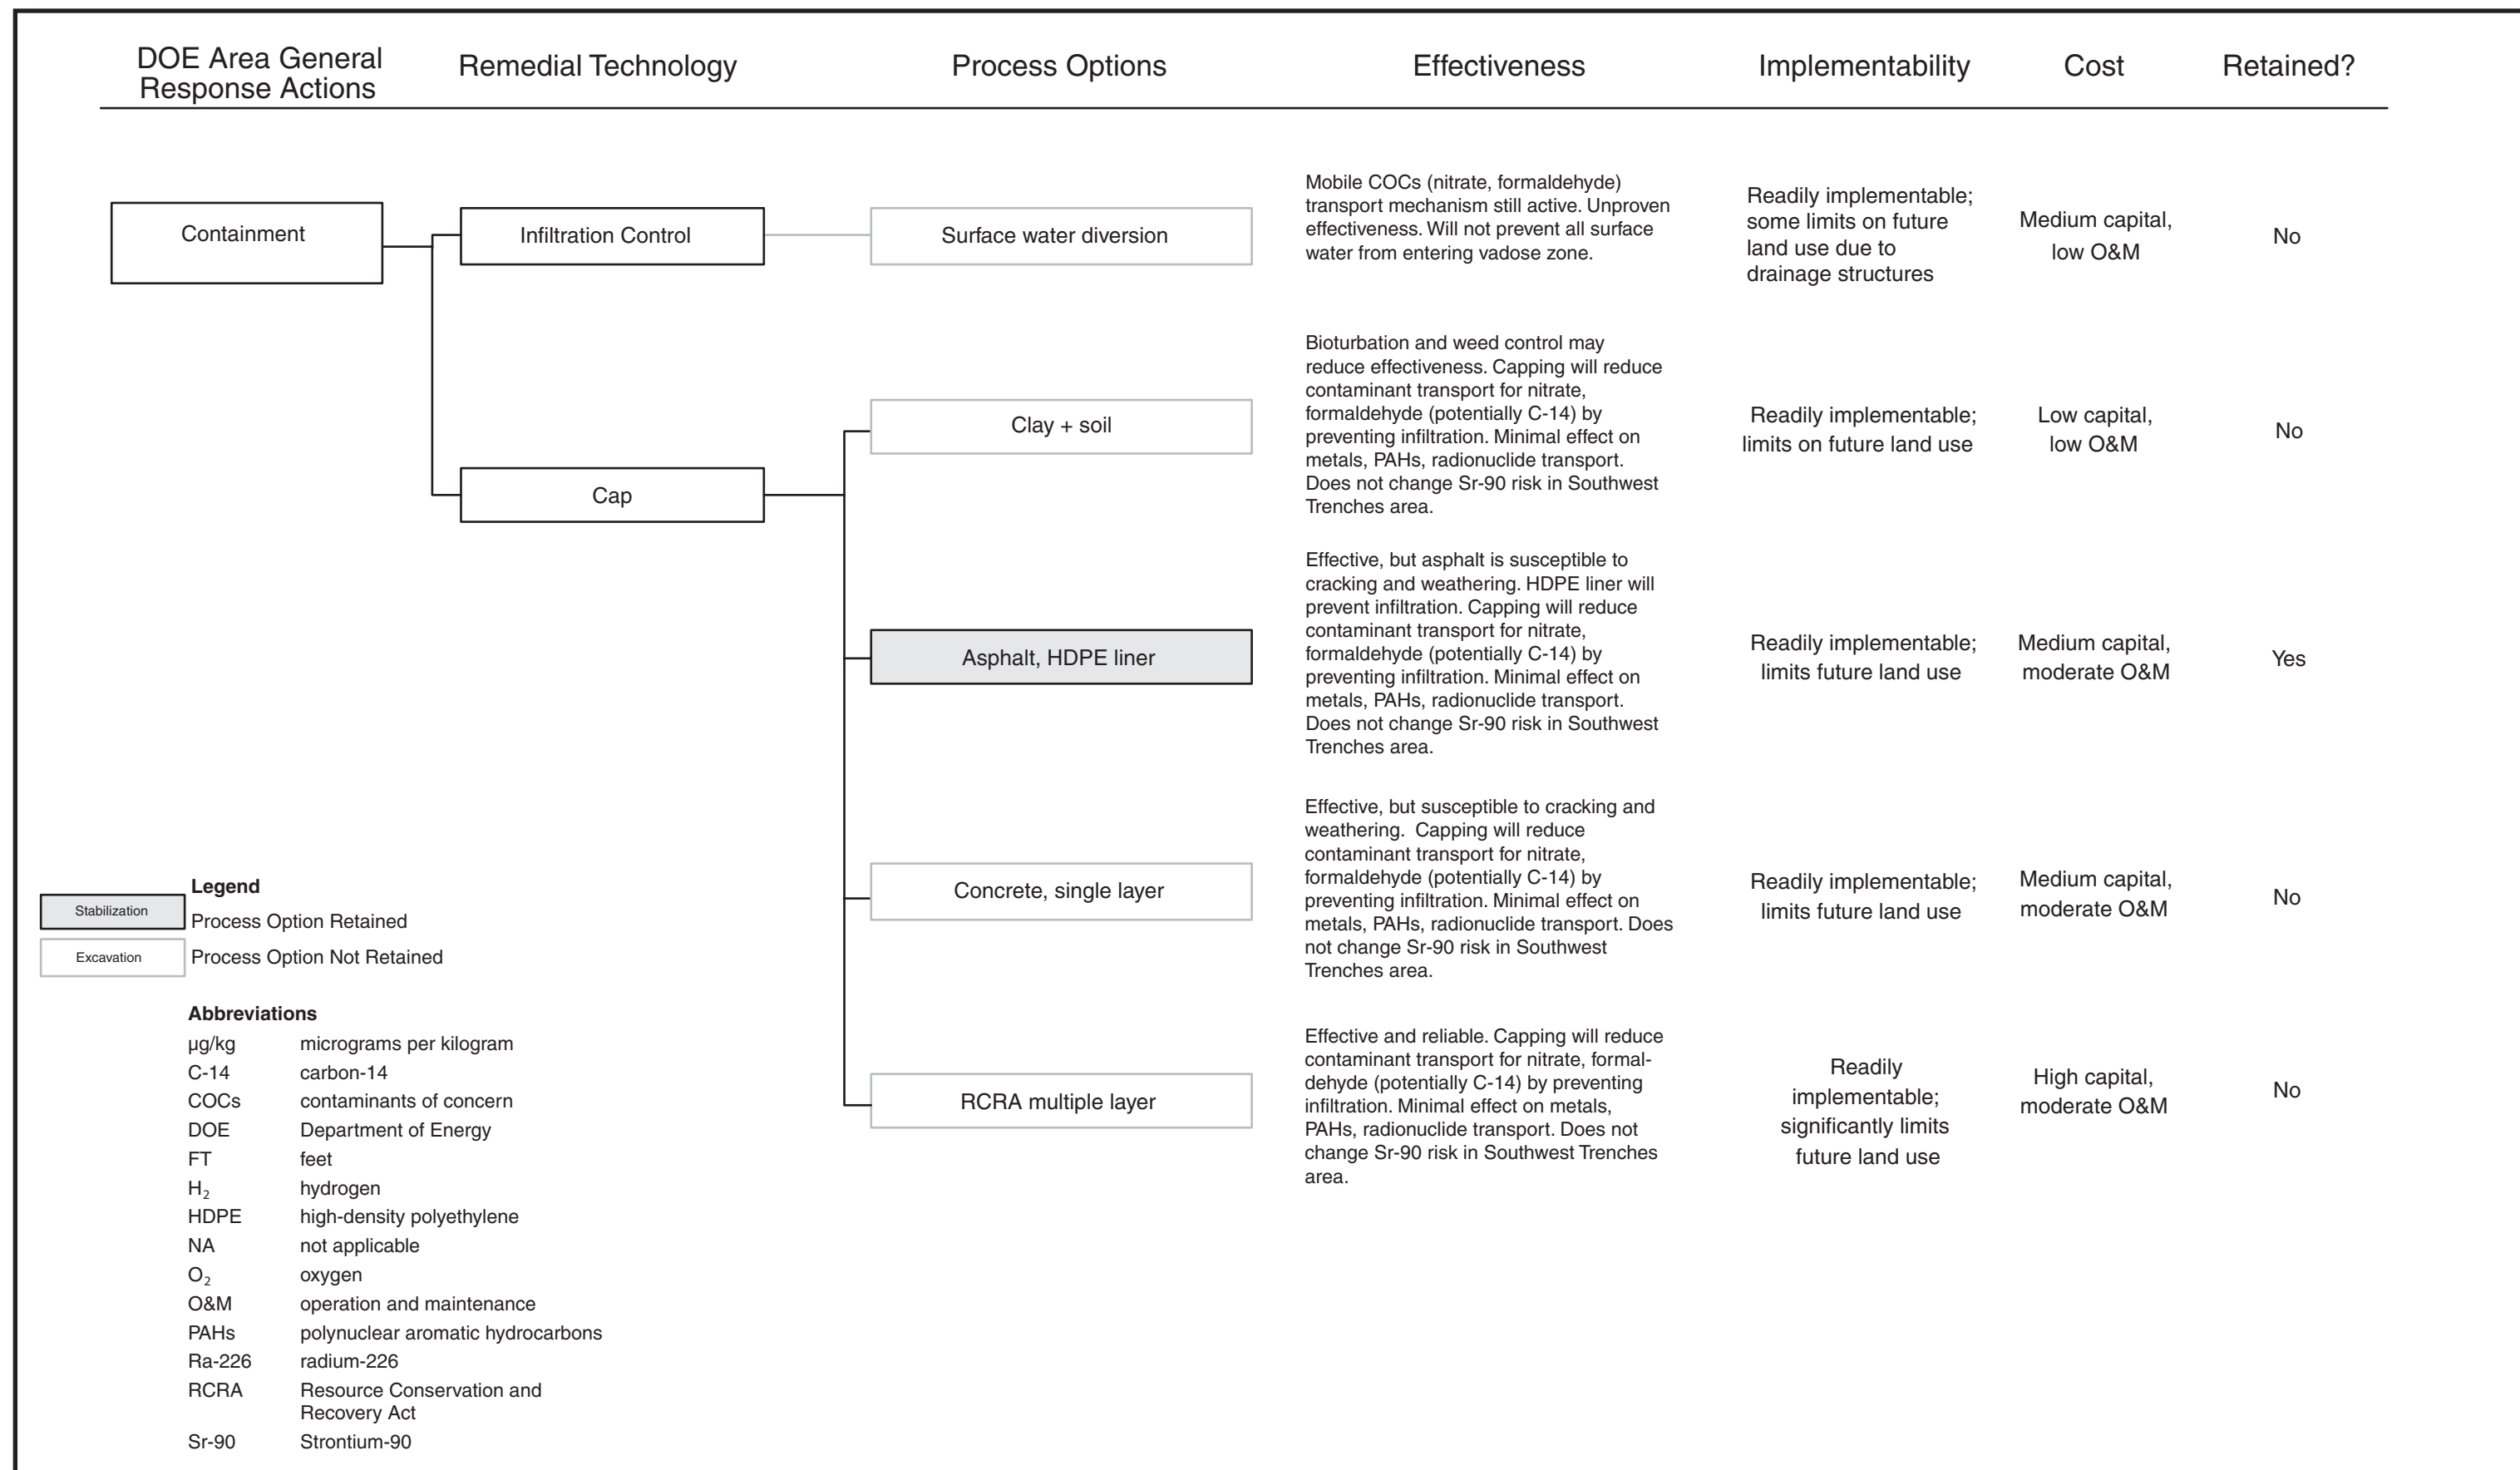 DOE Area General
Response Actions
Remedial Technology
Process Options
Effectiveness
Implementability
Cost
Retained?
Containment
Infiltration Control
Surface water diversion
Mobile COCs (nitrate, formaldehyde)
transport mechanism still active. Unproven
effectiveness. Will not prevent all surface
water from entering vadose zone.
Readily implementable;
some limits on future
land use due to
drainage structures
Medium capital,
low O&M
No
Cap
Clay + soil
Bioturbation and weed control may
reduce effectiveness. Capping will reduce
contaminant transport for nitrate,
formaldehyde (potentially C-14) by
preventing infiltration. Minimal effect on
metals, PAHs, radionuclide transport.
Does not change Sr-90 risk in Southwest
Trenches area.
Readily implementable;
limits on future land use
Low capital,
low O&M
No
Asphalt, HDPE liner
Effective, but asphalt is susceptible to
cracking and weathering. HDPE liner will
prevent infiltration. Capping will reduce
contaminant transport for nitrate,
formaldehyde (potentially C-14) by
preventing infiltration. Minimal effect on
metals, PAHs, radionuclide transport.
Does not change Sr-90 risk in Southwest
Trenches area.
Readily implementable;
limits future land use
Medium capital,
moderate O&M
Yes
Concrete, single layer
Effective, but susceptible to cracking and
weathering.  Capping will reduce
contaminant transport for nitrate,
formaldehyde (potentially C-14) by
preventing infiltration. Minimal effect on
metals, PAHs, radionuclide transport. Does
not change Sr-90 risk in Southwest
Trenches area.
Readily implementable;
limits future land use
Medium capital,
moderate O&M
No
RCRA multiple layer
Effective and reliable. Capping will reduce
contaminant transport for nitrate, formal-
dehyde (potentially C-14) by preventing
infiltration. Minimal effect on metals,
PAHs, radionuclide transport. Does not
change Sr-90 risk in Southwest Trenches
area.
Readily
implementable;
significantly limits
future land use
High capital,
moderate O&M
No
Legend
Stabilization
Process Option Retained
Excavation
Process Option Not Retained
Abbreviations
µg/kg micrograms per kilogram
C-14 carbon-14
COCs contaminants of concern
DOE Department of Energy
FT feet
H₂ hydrogen
HDPE high-density polyethylene
NA not applicable
O₂ oxygen
O&M operation and maintenance
PAHs polynuclear aromatic hydrocarbons
Ra-226 radium-226
RCRA Resource Conservation and
Recovery Act
Sr-90 Strontium-90